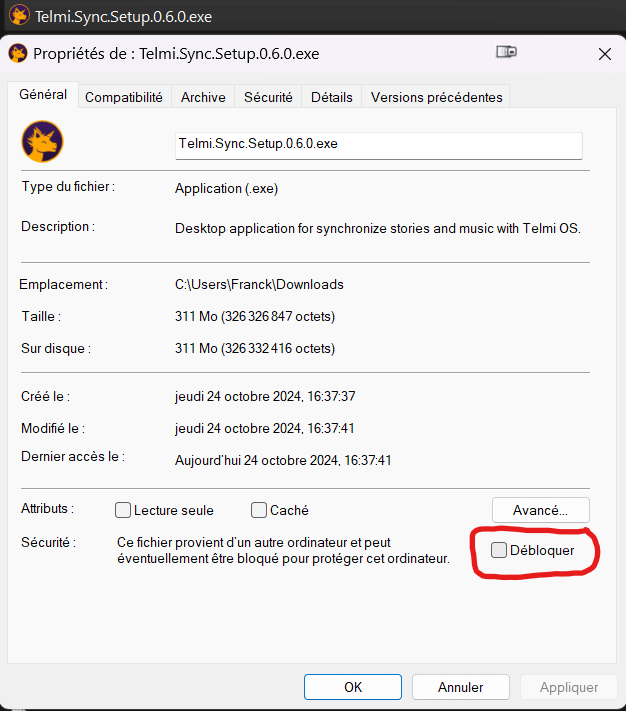 Telmi.Sync.Setup.0.6.0.exe
Propriétés de : Telmi.Sync.Setup.0.6.0.exe
Général Compatibilité Archive Sécurité Détails Versions précédentes
Telmi.Sync.Setup.0.6.0.exe
Type du fichier : Application (.exe)
Description : Desktop application for synchronize stories and music with Telmi OS.
Emplacement : C:\Users\Franck\Downloads
Taille : 311 Mo (326 326 847 octets)
Sur disque : 311 Mo (326 332 416 octets)
Créé le : jeudi 24 octobre 2024, 16:37:37
Modifié le : jeudi 24 octobre 2024, 16:37:41
Dernier accès le : Aujourd'hui 24 octobre 2024, 16:37:41
Attributs : Lecture seule Caché Avancé...
Sécurité : Ce fichier provient d'un autre ordinateur et peut
éventuellement être bloqué pour protéger cet ordinateur.
Débloquer
OK Annuler Appliquer